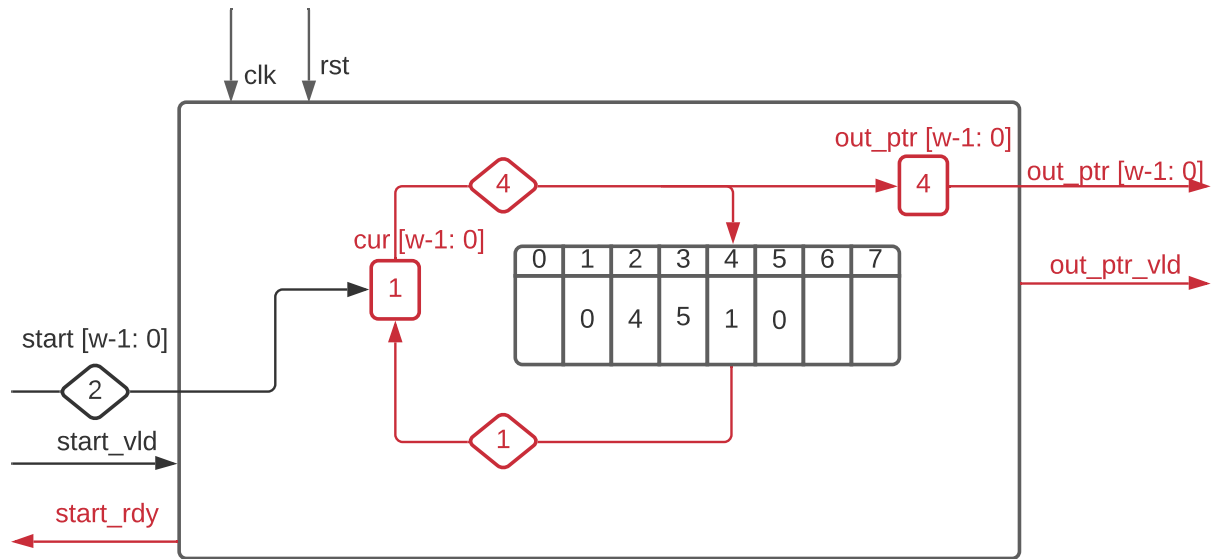 clk
rst
out_ptr [w-1: 0]
4
4
out_ptr [w-1: 0]
cur [w-1: 0]
0 1 2 3 4 5 6 7
out_ptr_vld
1
0 4 5 1 0
start [w-1: 0]
2
1
start_vld
start_rdy